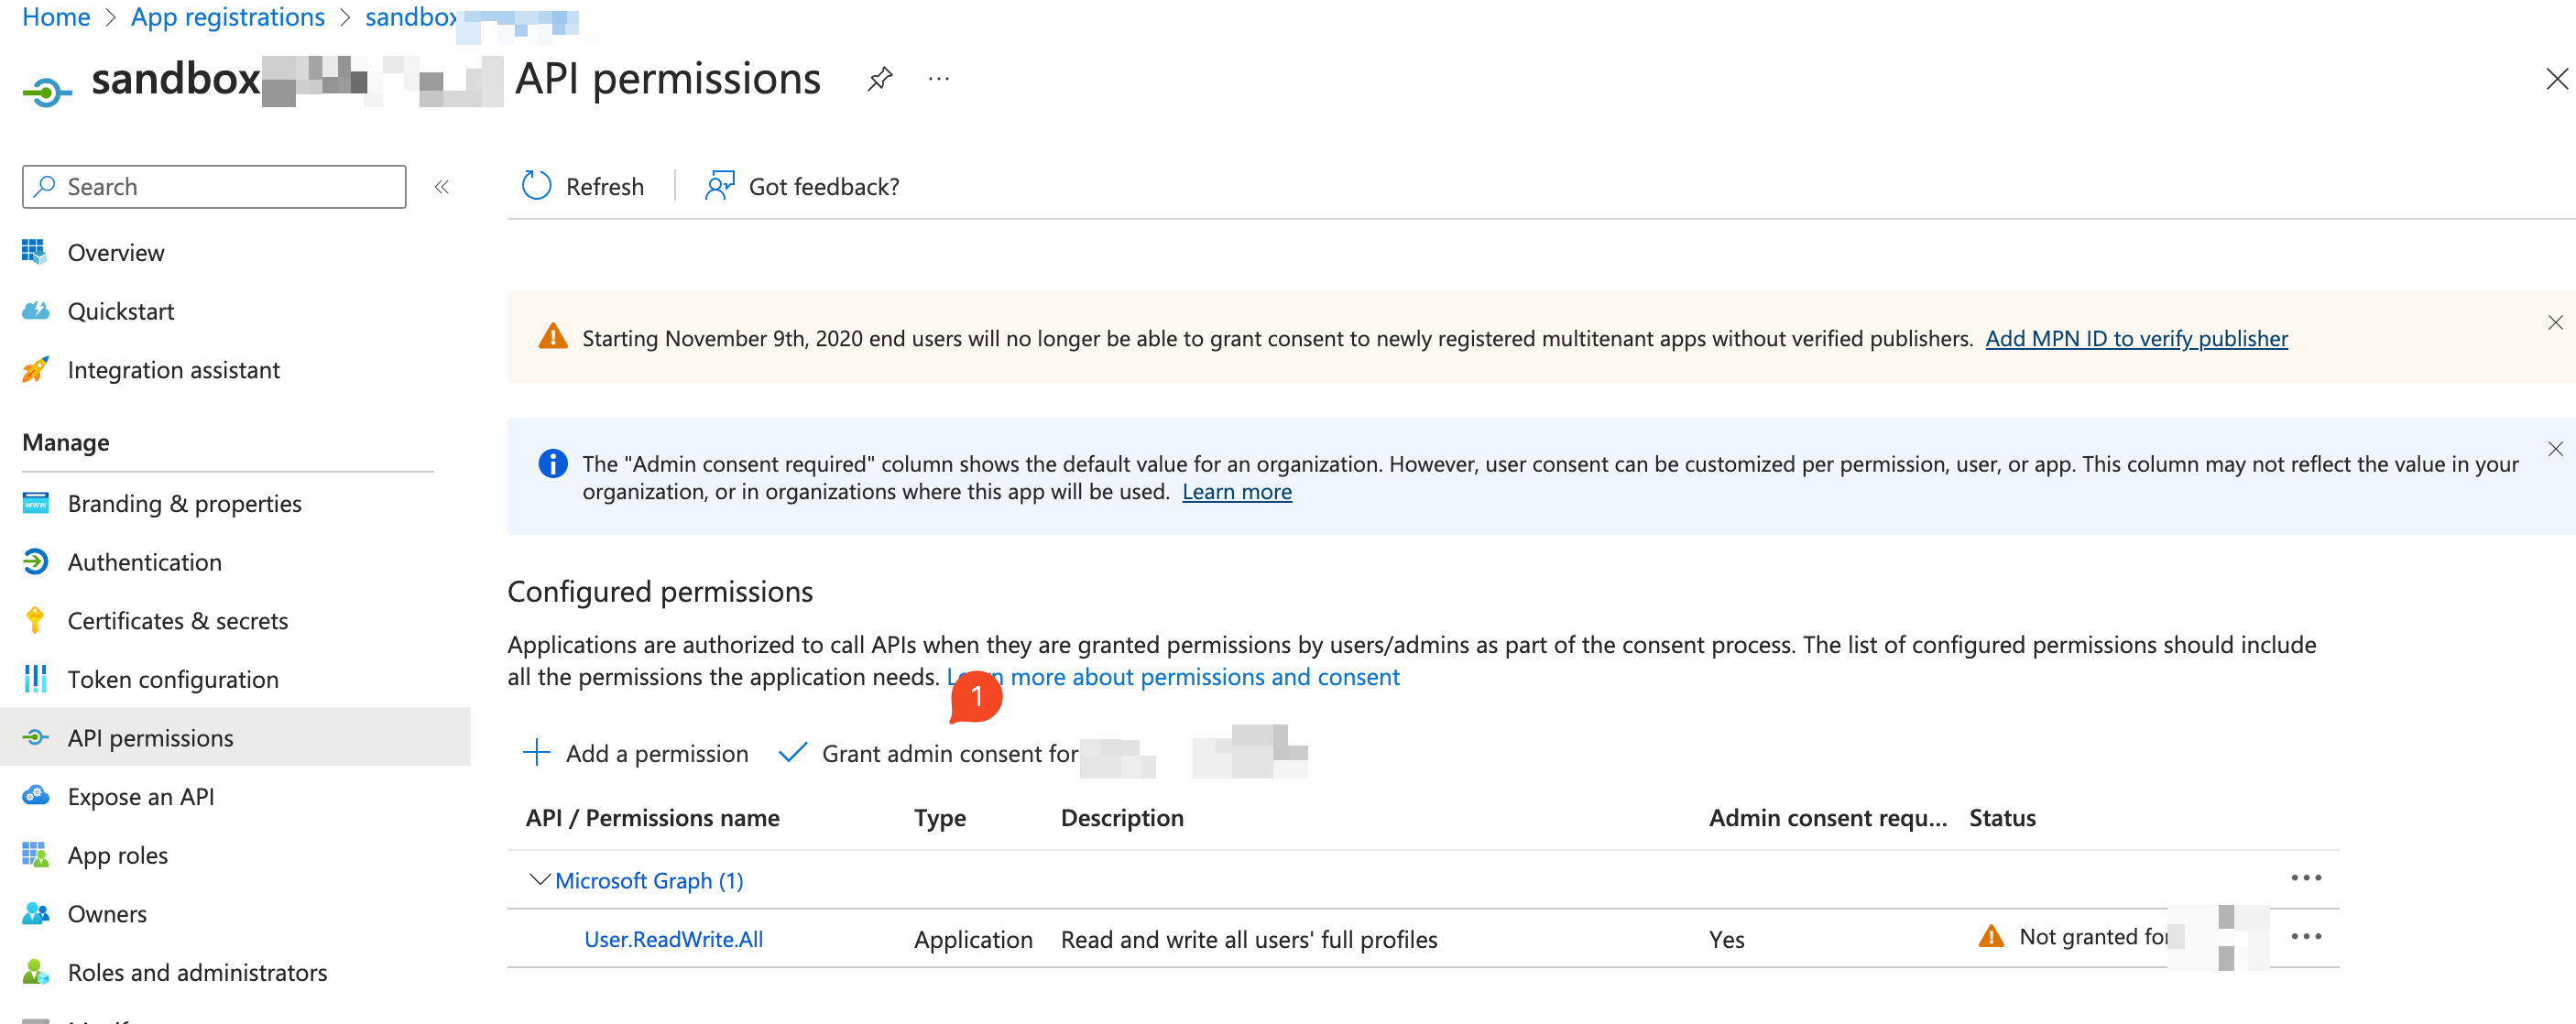 Home > App registrations > sandbox
sandbox API permissions ...
Search «
Refresh | Got feedback?
Overview
Quickstart
Integration assistant
Manage
Branding & properties
Authentication
Certificates & secrets
Token configuration
API permissions
Expose an API
App roles
Owners
Roles and administrators
Starting November 9th, 2020 end users will no longer be able to grant consent to newly registered multitenant apps without verified publishers. Add MPN ID to verify publisher
The "Admin consent required" column shows the default value for an organization. However, user consent can be customized per permission, user, or app. This column may not reflect the value in your
organization, or in organizations where this app will be used. Learn more
Configured permissions
Applications are authorized to call APIs when they are granted permissions by users/admins as part of the consent process. The list of configured permissions should include
all the permissions the application needs. Learn more about permissions and consent
1
Add a permission Grant admin consent for
API / Permissions name Type Description Admin consent requ... Status
Microsoft Graph (1) ...
User.ReadWrite.All Application Read and write all users' full profiles Yes Not granted for ...